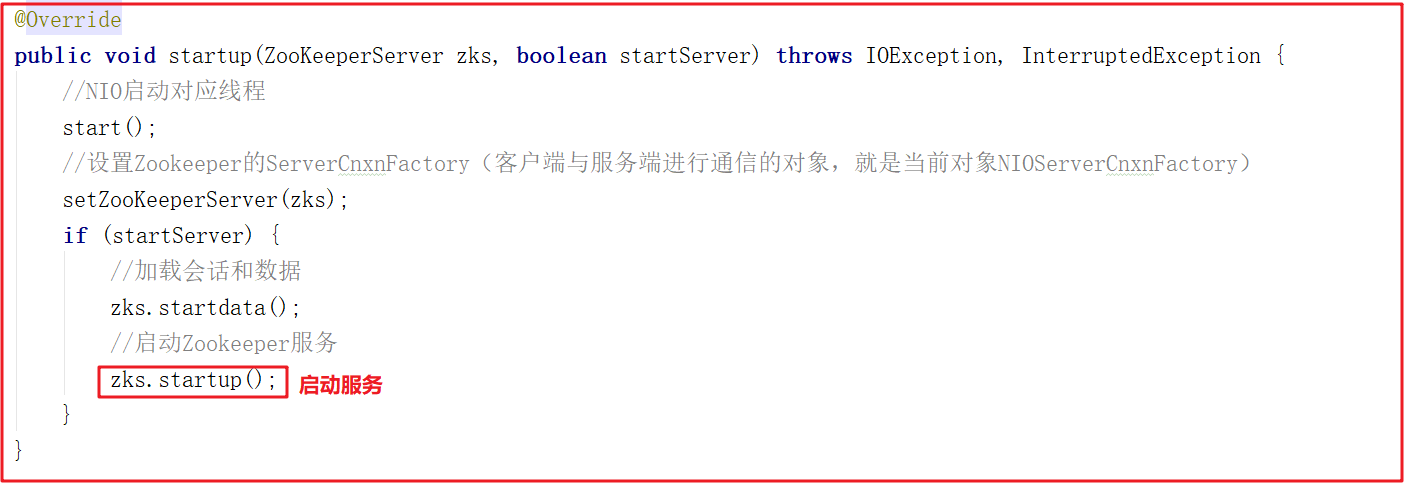 @Override
public void startup(ZooKeeperServer zks, boolean startServer) throws IOException, InterruptedException {
//NIO启动对应线程
start();
//设置Zookeeper的ServerCnxnFactory（客户端与服务端进行通信的对象，就是当前对象NIOServerCnxnFactory）
setZooKeeperServer(zks);
if (startServer) {
//加载会话和数据
zks.startdata();
//启动Zookeeper服务
zks.startup(); 启动服务
}
}